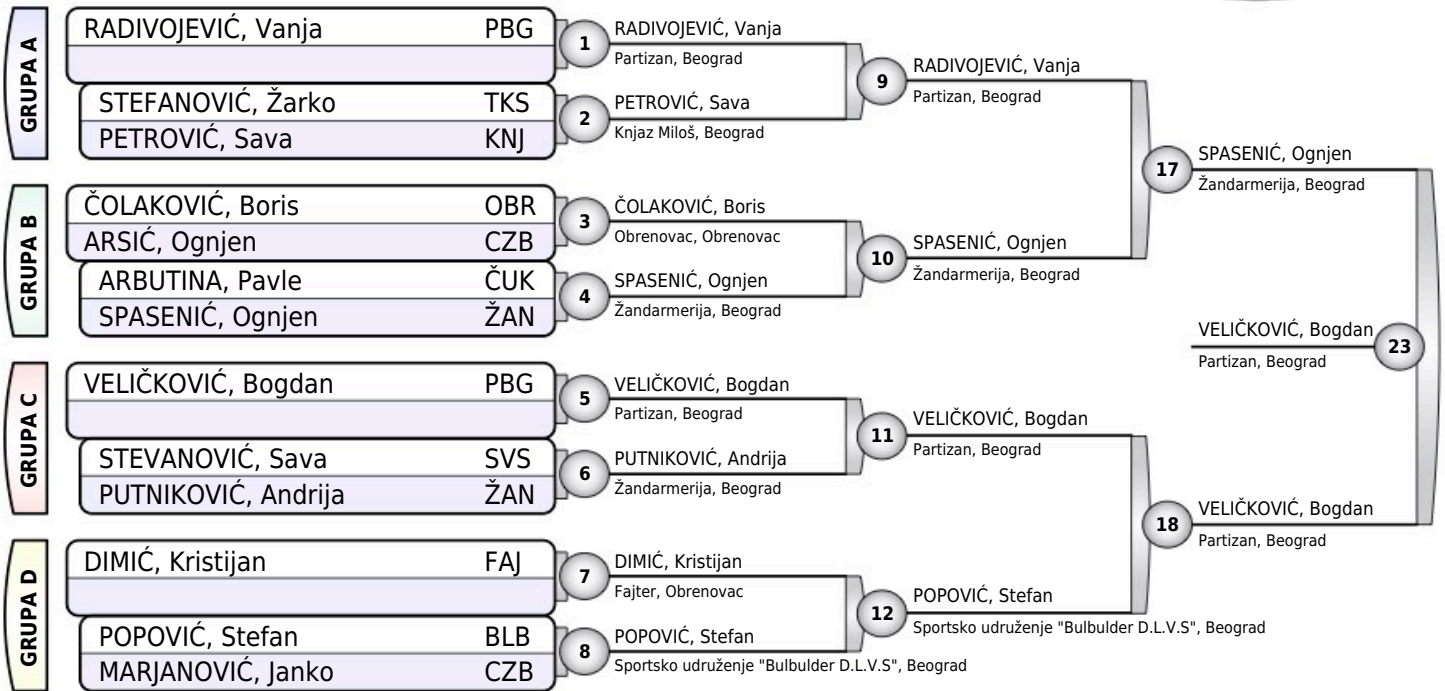 GRUPA A
RADIVOJEVIĆ, Vanja PBG
STEFANOVIĆ, Žarko TKS
PETROVIĆ, Sava KNJ
GRUPA B
ČOLAKOVIĆ, Boris OBR
ARSIĆ, Ognjen CZB
ARBUTINA, Pavle ČUK
SPASENIĆ, Ognjen ŽAN
GRUPA C
VELIČKOVIĆ, Bogdan PBG
STEVANOVIĆ, Sava SVS
PUTNIKOVIĆ, Andrija ŽAN
GRUPA D
DIMIĆ, Kristijan FAJ
POPOVIĆ, Stefan BLB
MARJANOVIĆ, Janko CZB
1
RADIVOJEVIĆ, Vanja
Partizan, Beograd
2
PETROVIĆ, Sava
Knjaz Miloš, Beograd
3
ČOLAKOVIĆ, Boris
Obrenovac, Obrenovac
4
SPASENIĆ, Ognjen
Žandarmerija, Beograd
5
VELIČKOVIĆ, Bogdan
Partizan, Beograd
6
PUTNIKOVIĆ, Andrija
Žandarmerija, Beograd
7
DIMIĆ, Kristijan
Fajter, Obrenovac
8
POPOVIĆ, Stefan
Sportsko udruženje "Bulbulder D.L.V.S", Beograd
9
RADIVOJEVIĆ, Vanja
Partizan, Beograd
10
SPASENIĆ, Ognjen
Žandarmerija, Beograd
11
VELIČKOVIĆ, Bogdan
Partizan, Beograd
12
POPOVIĆ, Stefan
Sportsko udruženje "Bulbulder D.L.V.S", Beograd
17
SPASENIĆ, Ognjen
Žandarmerija, Beograd
18
VELIČKOVIĆ, Bogdan
Partizan, Beograd
VELIČKOVIĆ, Bogdan
Partizan, Beograd
23